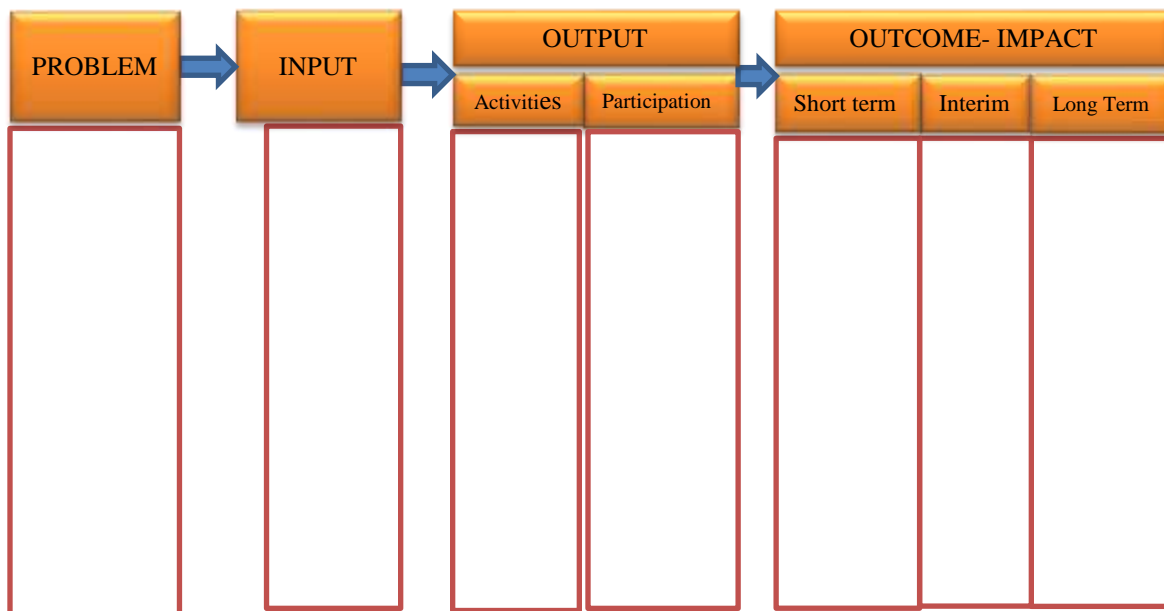 PROBLEM
INPUT
OUTPUT
Activities
Participation
OUTCOME- IMPACT
Short term
Interim
Long Term